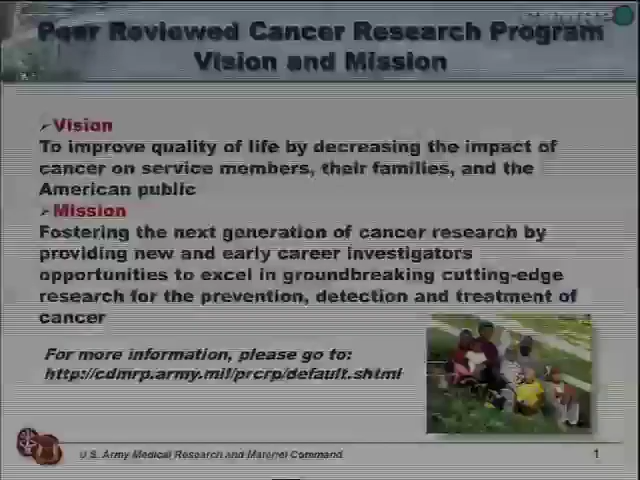 CDMRP
Peer Reviewed Cancer Research Program
Vision and Mission
➢ Vision
To improve quality of life by decreasing the impact of
cancer on service members, their families, and the
American public
➢ Mission
Fostering the next generation of cancer research by
providing new and early career investigators
opportunities to excel in groundbreaking cutting-edge
research for the prevention, detection and treatment of
cancer
For more information, please go to:
http://cdmrp.army.mil/prcrp/default.shtml
U.S. Army Medical Research and Materiel Command
1